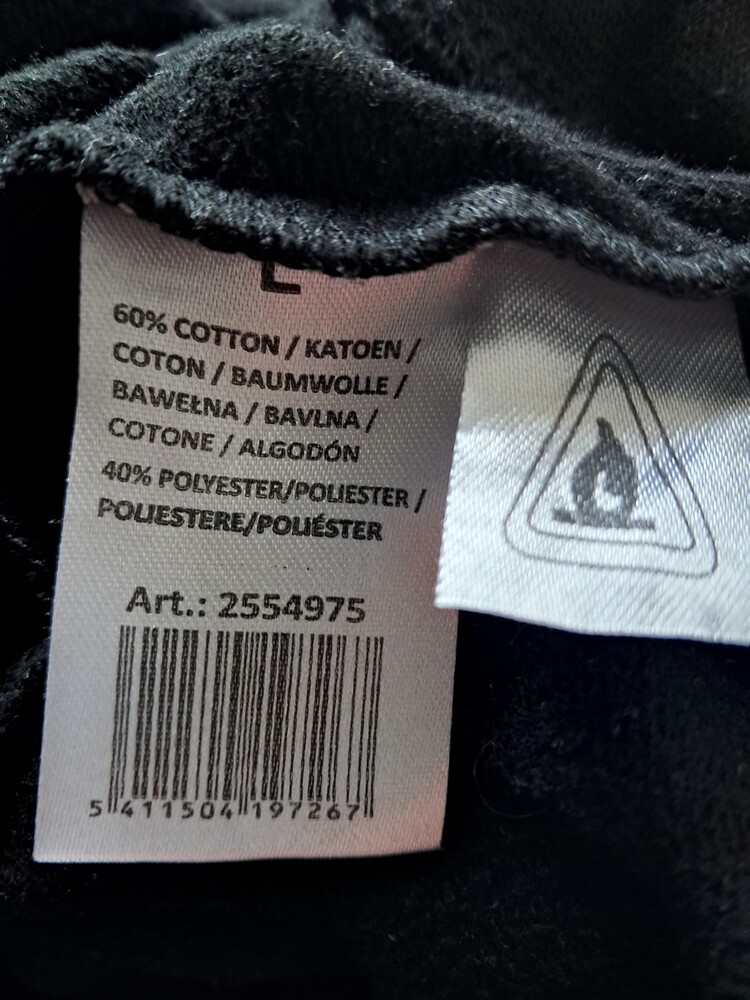 L
60% COTTON / KATOEN /
COTON / BAUMWOLLE /
BAWEŁNA / BAVLNA /
COTONE / ALGODÓN
40% POLYESTER/POLIESTER /
POLIESTERE/POLIÉSTER
Art.: 2554975
5 411504 197267